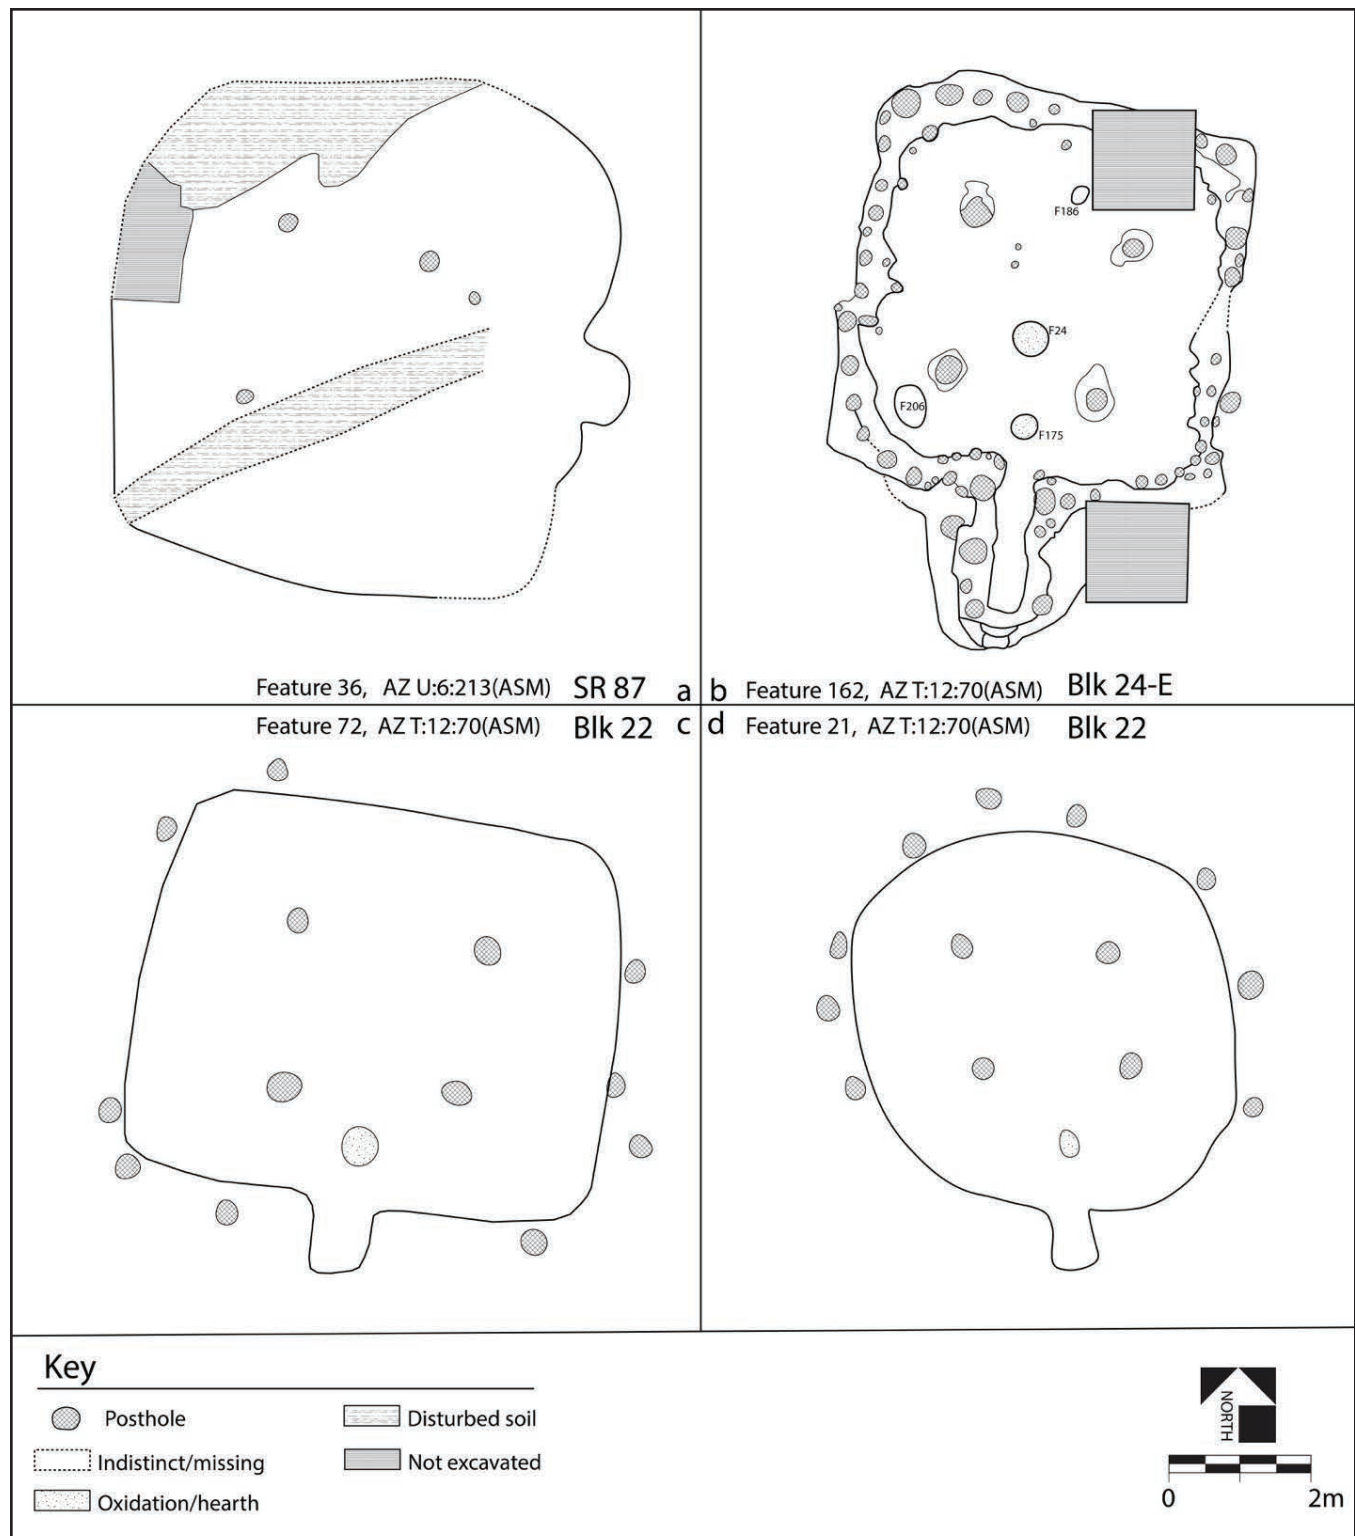 F186
F24
F206
F175
Feature 36, AZ U:6:213(ASM) SR 87 a
b Feature 162, AZ T:12:70(ASM) Blk 24-E
Feature 72, AZ T:12:70(ASM) Blk 22 c
d Feature 21, AZ T:12:70(ASM) Blk 22
Key
Posthole
Indistinct/missing
Oxidation/hearth
Disturbed soil
Not excavated
NORTH
0 2m